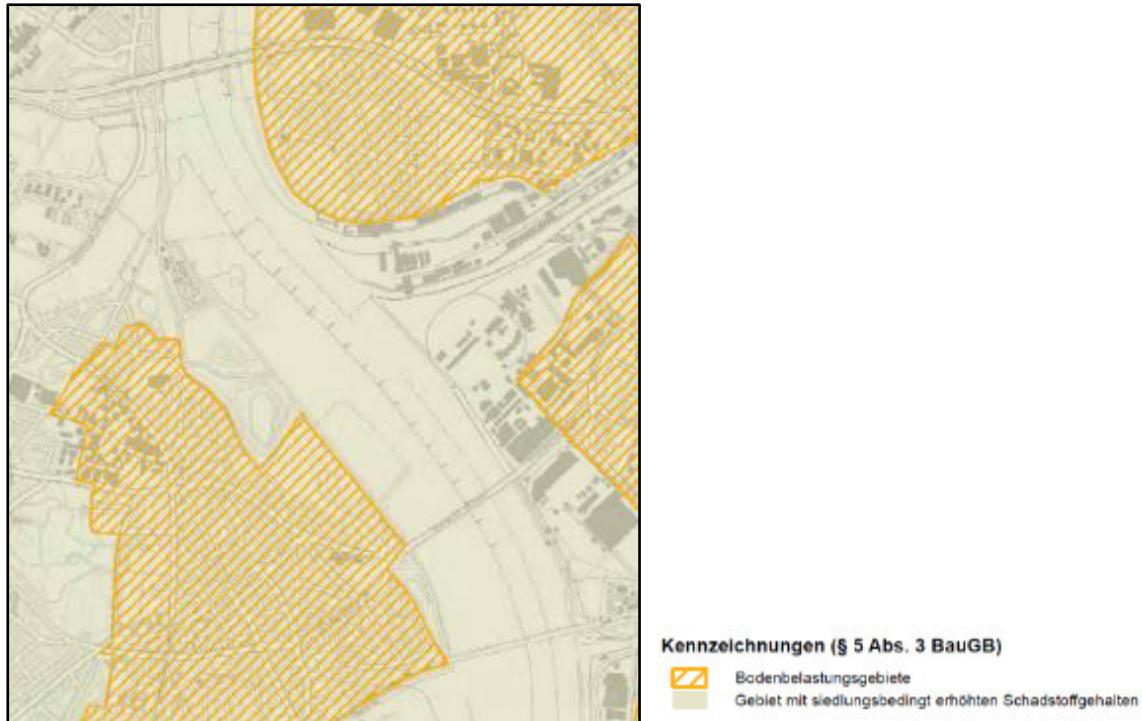 Kennzeichnungen (§ 5 Abs. 3 BauGB)
Bodenbelastungsgebiete
Gebiet mit siedlungsbedingt erhöhten Schadstoffgehalten